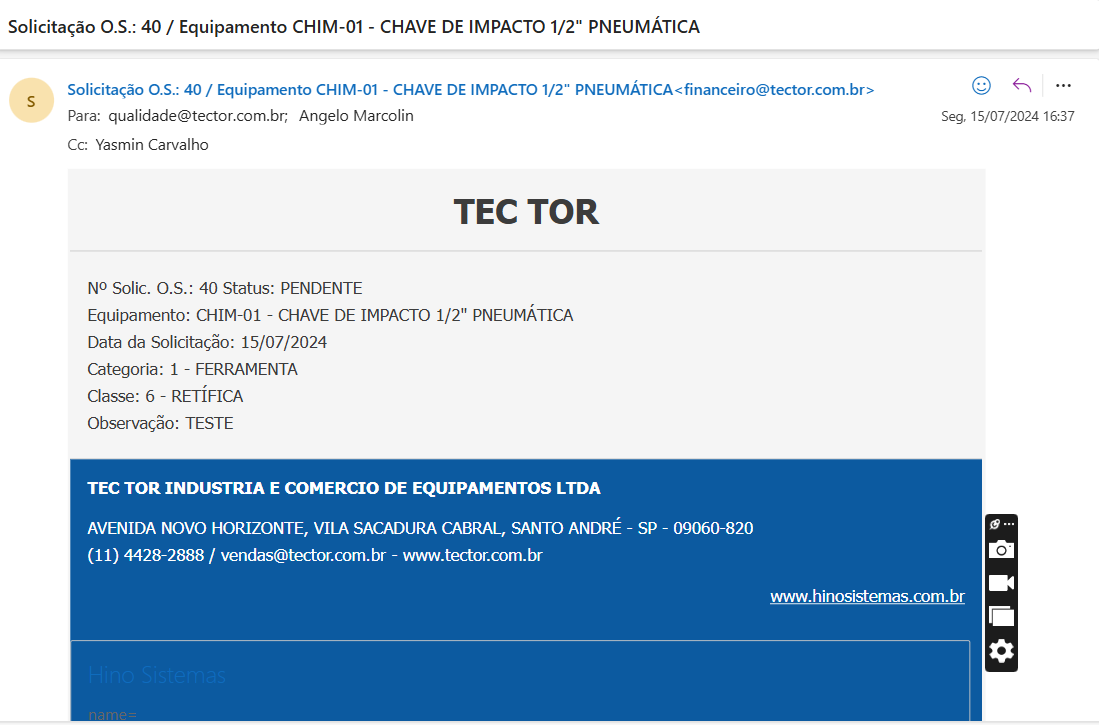 Solicitação O.S.: 40 / Equipamento CHIM-01 - CHAVE DE IMPACTO 1/2" PNEUMÁTICA
S
Solicitação O.S.: 40 / Equipamento CHIM-01 - CHAVE DE IMPACTO 1/2" PNEUMÁTICA<financeiro@tector.com.br>
Para: qualidade@tector.com.br; Angelo Marcolin
Seg, 15/07/2024 16:37
Cc: Yasmin Carvalho
TEC TOR
Nº Solic. O.S.: 40 Status: PENDENTE
Equipamento: CHIM-01 - CHAVE DE IMPACTO 1/2" PNEUMÁTICA
Data da Solicitação: 15/07/2024
Categoria: 1 - FERRAMENTA
Classe: 6 - RETÍFICA
Observação: TESTE
TEC TOR INDUSTRIA E COMERCIO DE EQUIPAMENTOS LTDA
AVENIDA NOVO HORIZONTE, VILA SACADURA CABRAL, SANTO ANDRÉ - SP - 09060-820
(11) 4428-2888 / vendas@tector.com.br - www.tector.com.br
www.hinosistemas.com.br
Hino Sistemas
name=